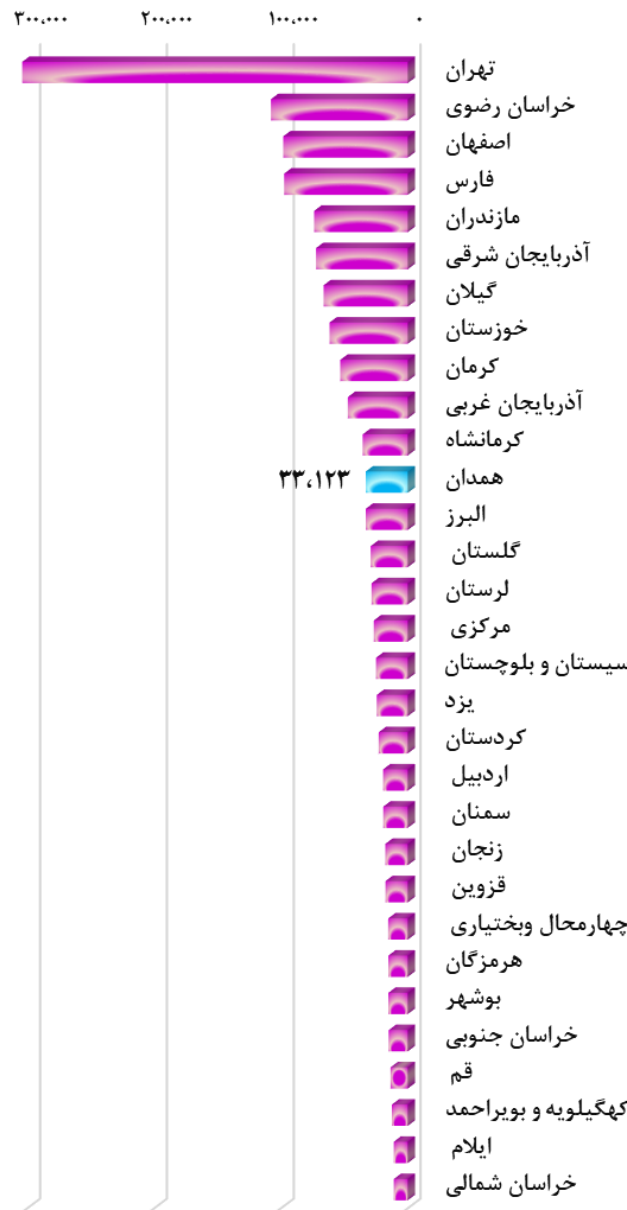 ۳۰۰،۰۰۰ ۲۰۰،۰۰۰ ۱۰۰،۰۰۰ ۰
تهران
خراسان رضوی
اصفهان
فارس
مازندران
آذربایجان شرقی
گیلان
خوزستان
کرمان
آذربایجان غربی
کرمانشاه
همدان ۳۳،۱۲۳
البرز
گلستان
لرستان
مرکزی
سیستان و بلوچستان
یزد
کردستان
اردبیل
سمنان
زنجان
قزوین
چهارمحال وبختیاری
هرمزگان
بوشهر
خراسان جنوبی
قم
کهگیلویه و بویراحمد
ایلام
خراسان شمالی